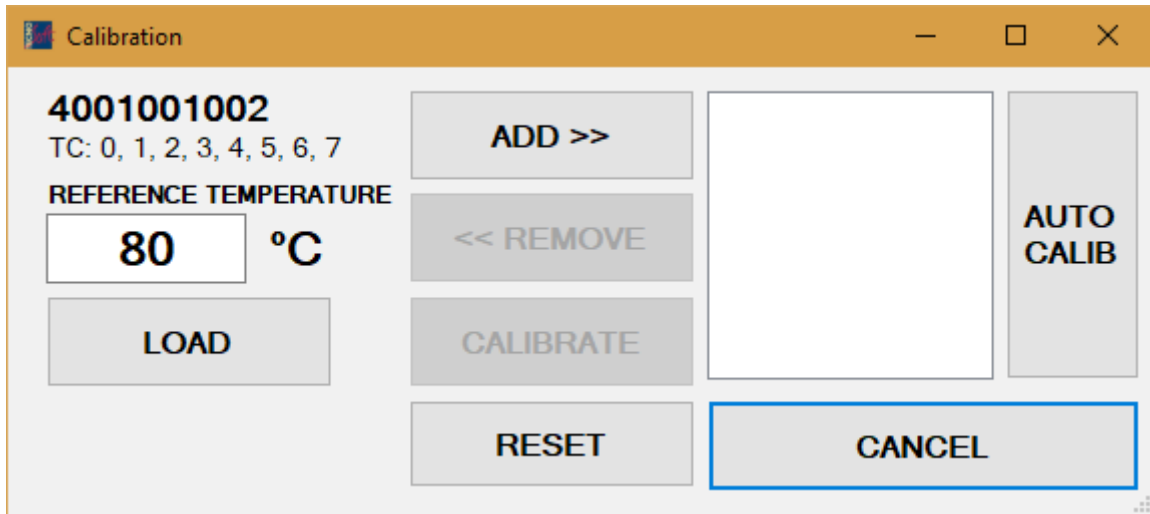 Calibration
4001001002
TC: 0, 1, 2, 3, 4, 5, 6, 7
REFERENCE TEMPERATURE
80 ºC
LOAD
ADD >>
<< REMOVE
CALIBRATE
RESET
AUTO
CALIB
CANCEL